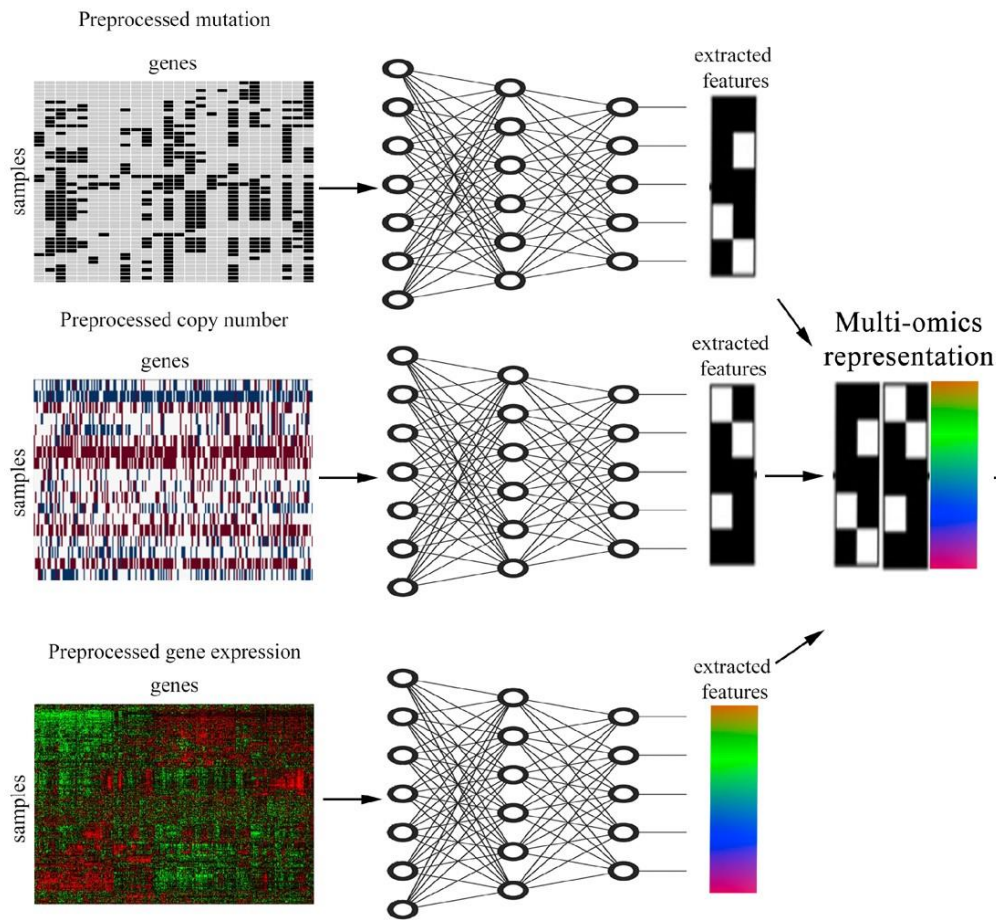 Preprocessed mutation
genes
samples
extracted
features
Preprocessed copy number
genes
samples
extracted
features
Multi-omics
representation
Preprocessed gene expression
genes
samples
extracted
features